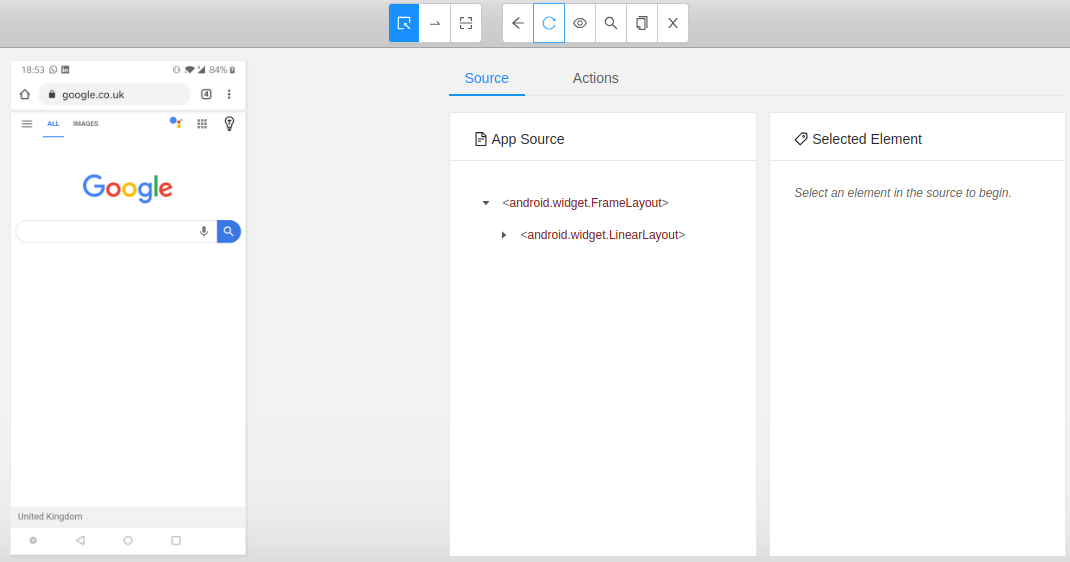 18:53 84%
google.co.uk 4
ALL IMAGES
Google
United Kingdom
Source Actions
App Source
<android.widget.FrameLayout>
<android.widget.LinearLayout>
Selected Element
Select an element in the source to begin.